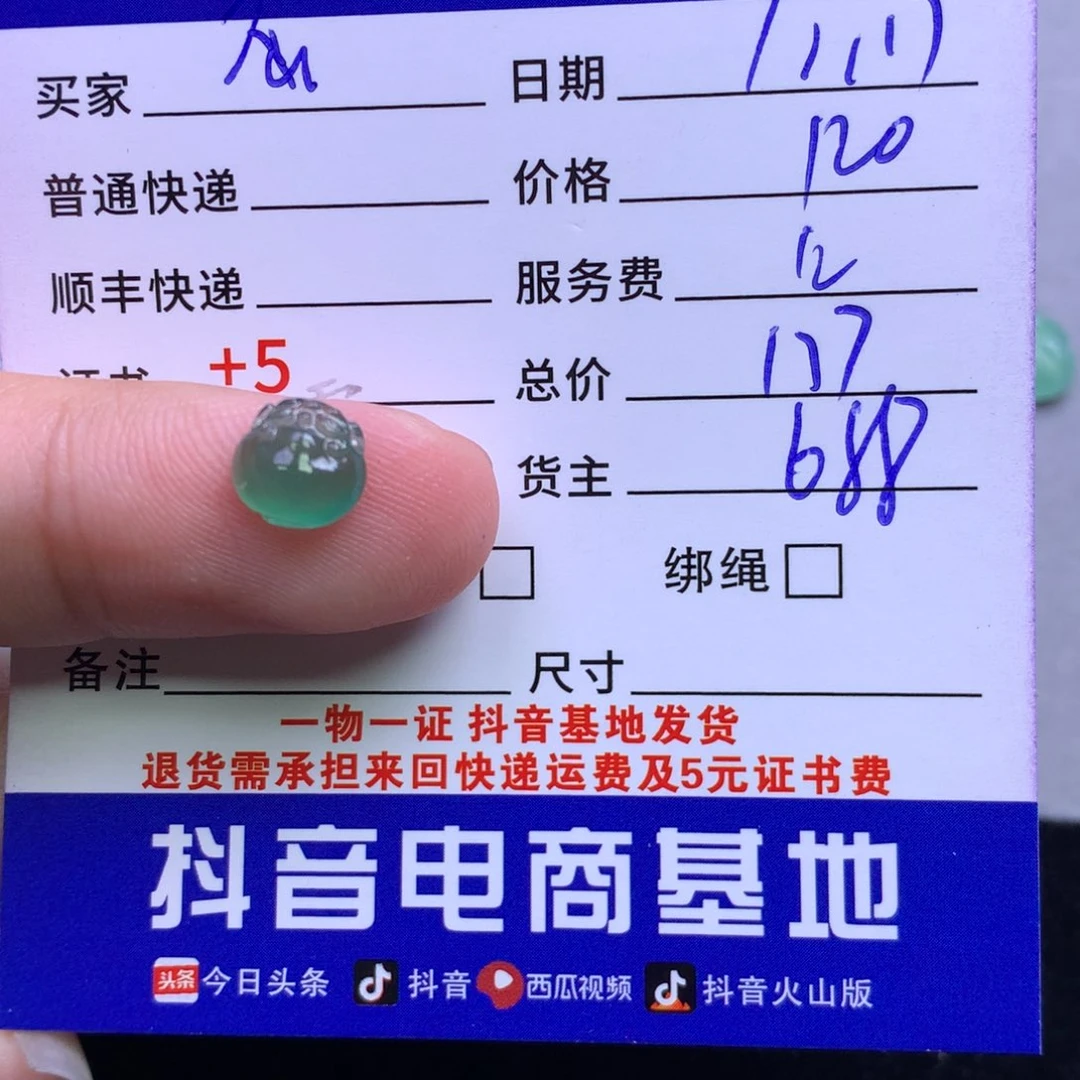 买家 日期
普通快递 价格 120
顺丰快递 服务费 12
证书 +5 总价 137
货主 688
绑绳
备注 尺寸
一物一证 抖音基地发货
退货需承担来回快递运费及5元证书费
抖音电商基地
头条 今日头条 抖音 西瓜视频 抖音火山版